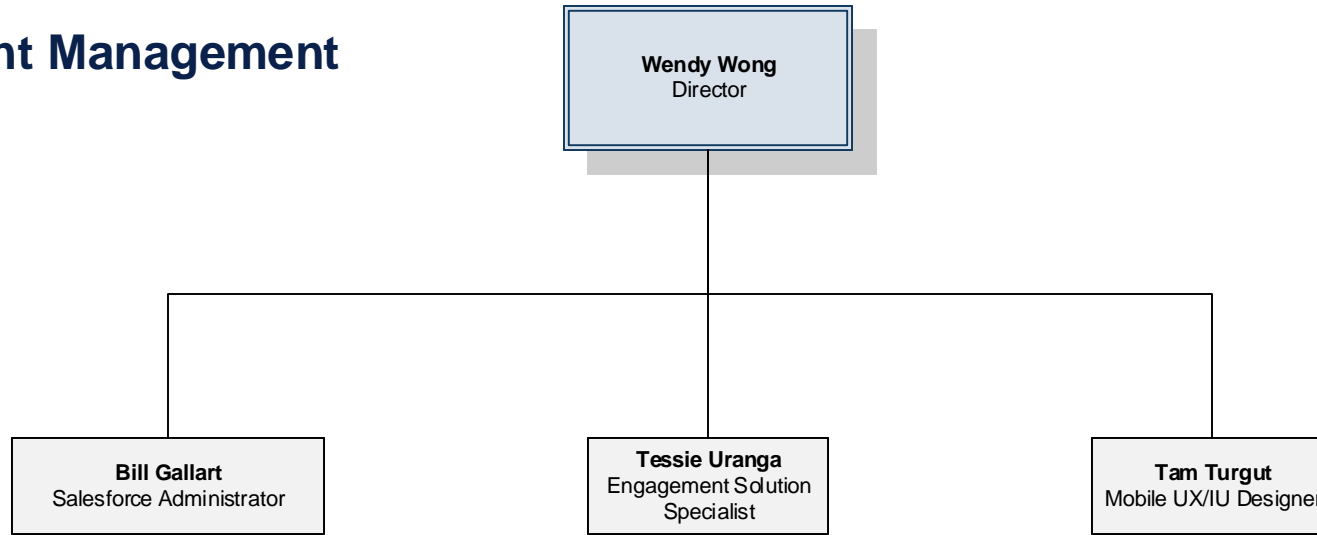 nt Management
Wendy Wong
Director
Bill Gallart
Salesforce Administrator
Tessie Uranga
Engagement Solution
Specialist
Tam Turgut
Mobile UX/IU Designer